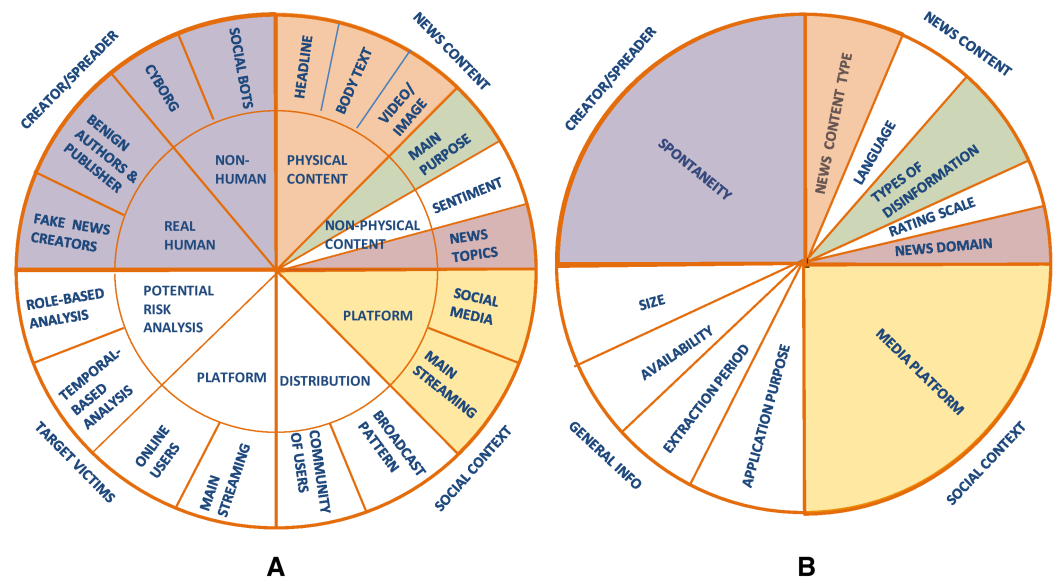 CREATOR/SPREADER
NEWS CONTENT
CYBORG
SOCIAL BOTS
HEADLINE
BODY TEXT
VIDEO/
IMAGE
BENIGN
AUTHORS &
PUBLISHER
NON-
HUMAN
PHYSICAL
CONTENT
MAIN
PURPOSE
SENTIMENT
FAKE NEWS
CREATORS
REAL
HUMAN
NON-PHYSICAL
CONTENT
NEWS
TOPICS
ROLE-BASED
ANALYSIS
POTENTIAL
RISK
ANALYSIS
PLATFORM
SOCIAL
MEDIA
TEMPORAL-
BASED
ANALYSIS
PLATFORM
DISTRIBUTION
MAIN
STREAMING
ONLINE
USERS
MAIN
STREAMING
COMMUNITY
OF USERS
BROADCAST
PATTERN
TARGET VICTIMS
SOCIAL CONTEXT
A
CREATOR/SPREADER
NEWS CONTENT
SPONTANEITY
NEWS CONTENT TYPE
LANGUAGE
TYPES OF
DISINFORMATION
RATING SCALE
NEWS DOMAIN
SIZE
AVAILABILITY
EXTRACTION PERIOD
APPLICATION PURPOSE
MEDIA PLATFORM
GENERAL INFO
SOCIAL CONTEXT
B